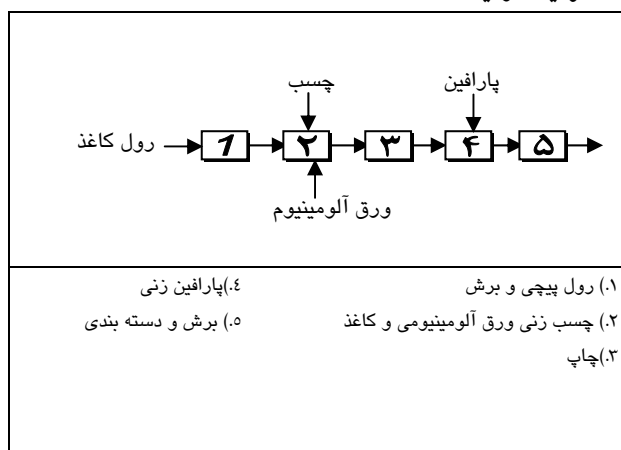 چسب
پارافین
رول کاغذ
1 ۲ ۳ ۴ ۵
ورق آلومینیوم
۱.) رول پیچی و برش
۲.) چسب زنی ورق آلومینیومی و کاغذ
۳.)چاپ
٤.)پارافین زنی
٥.) برش و دسته بندی